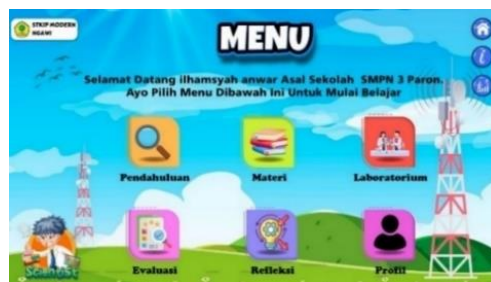 STKIP MODERN
NGAWI
MENU
Selamat Datang ilhamsyah anwar Asal Sekolah SMPN 3 Paron.
Ayo Pilih Menu Dibawah Ini Untuk Mulai Belajar
Pendahuluan
Materi
Laboratorium
Scientist
Evaluasi
Refleksi
Profil